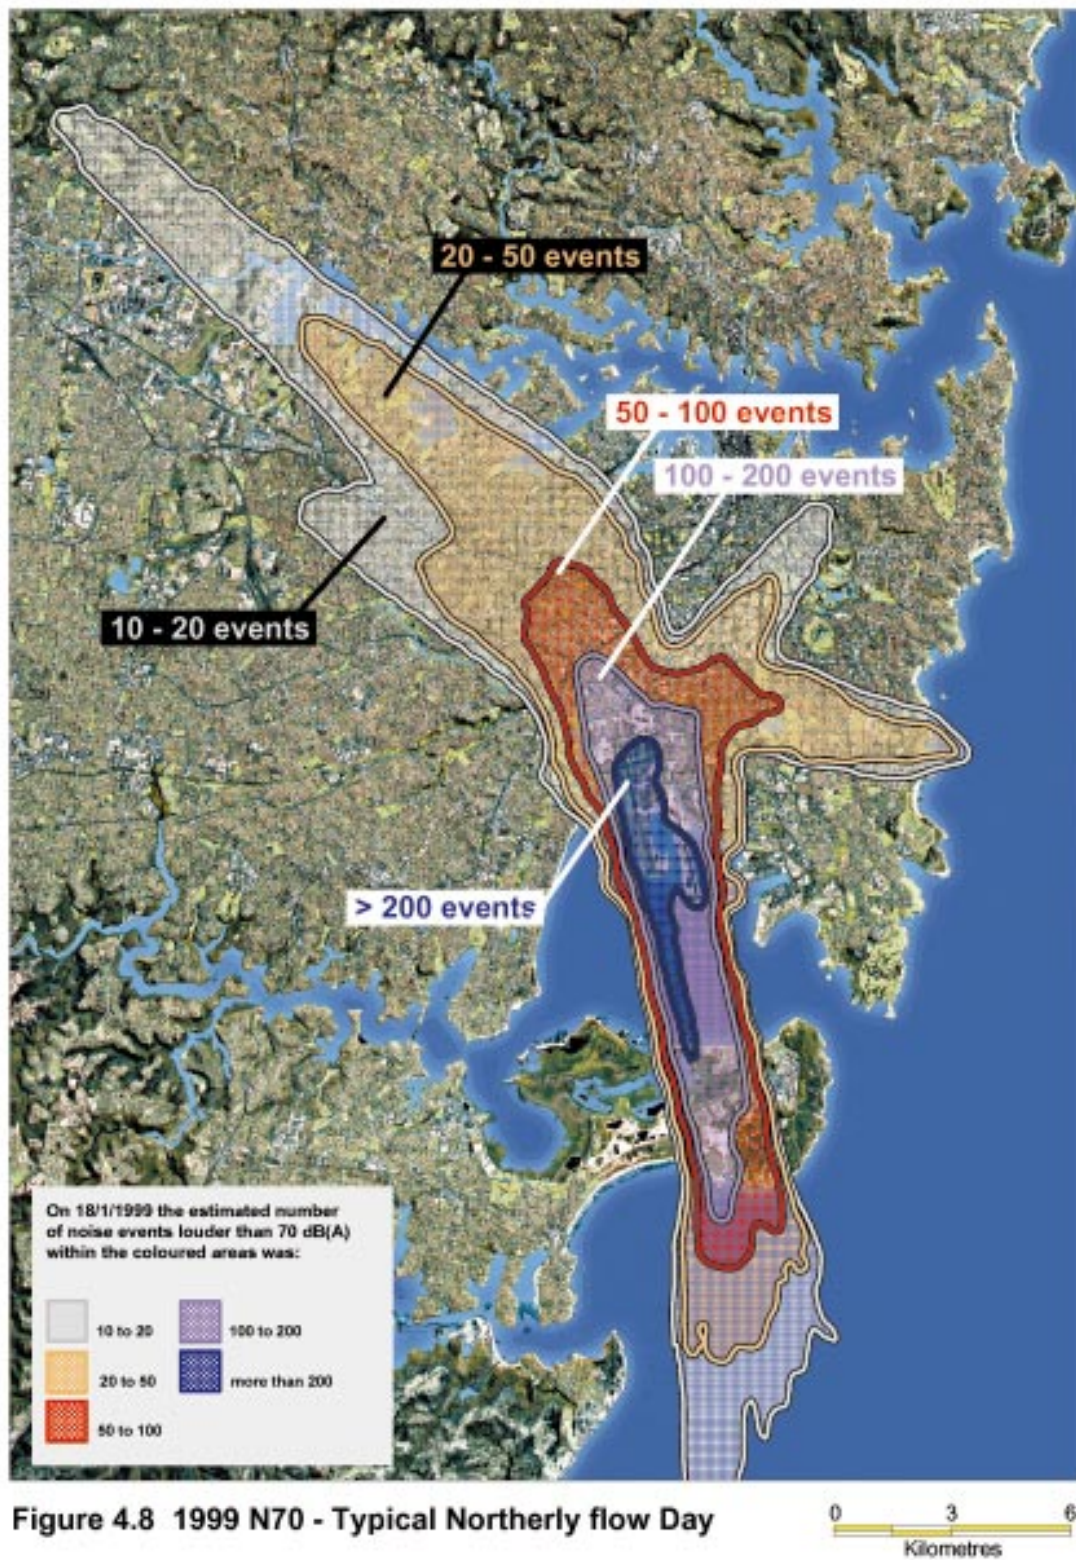 20 - 50 events
50 - 100 events
100 - 200 events
10 - 20 events
> 200 events
On 18/1/1999 the estimated number
of noise events louder than 70 dB(A)
within the coloured areas was:
10 to 20
100 to 200
20 to 50
more than 200
50 to 100
Figure 4.8 1999 N70 - Typical Northerly flow Day
0 3 6
Kilometres